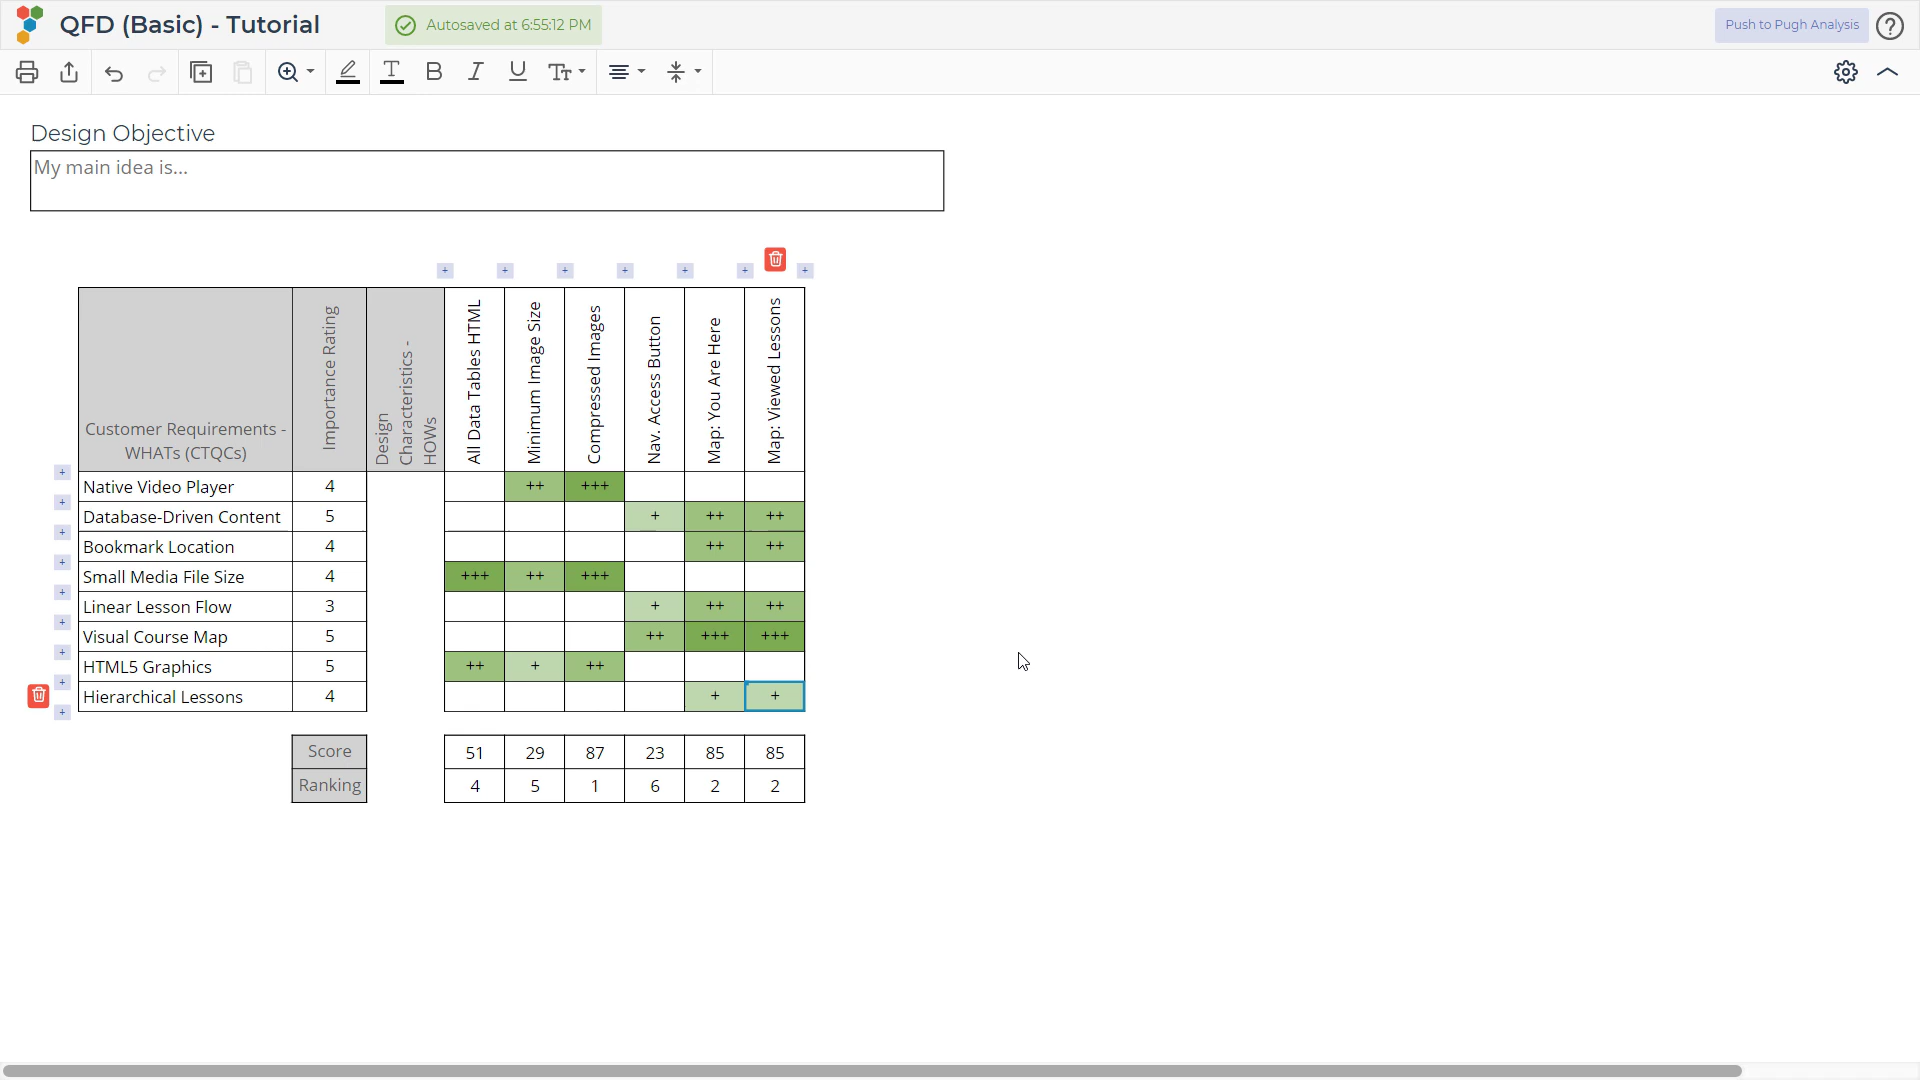 QFD (Basic) - Tutorial
Autosaved at 6:55:12 PM
Push to Pugh Analysis
Design Objective
My main idea is...
Customer Requirements - WHATs (CTQCs)
Importance Rating
Design Characteristics - HOWs
All Data Tables HTML
Minimum Image Size
Compressed Images
Nav. Access Button
Map: You Are Here
Map: Viewed Lessons
Native Video Player 4 ++ +++
Database-Driven Content 5 + ++ ++
Bookmark Location 4 ++ ++
Small Media File Size 4 +++ ++ +++
Linear Lesson Flow 3 + ++ ++
Visual Course Map 5 ++ +++ +++
HTML5 Graphics 5 ++ + ++
Hierarchical Lessons 4 + +
Score 51 29 87 23 85 85
Ranking 4 5 1 6 2 2